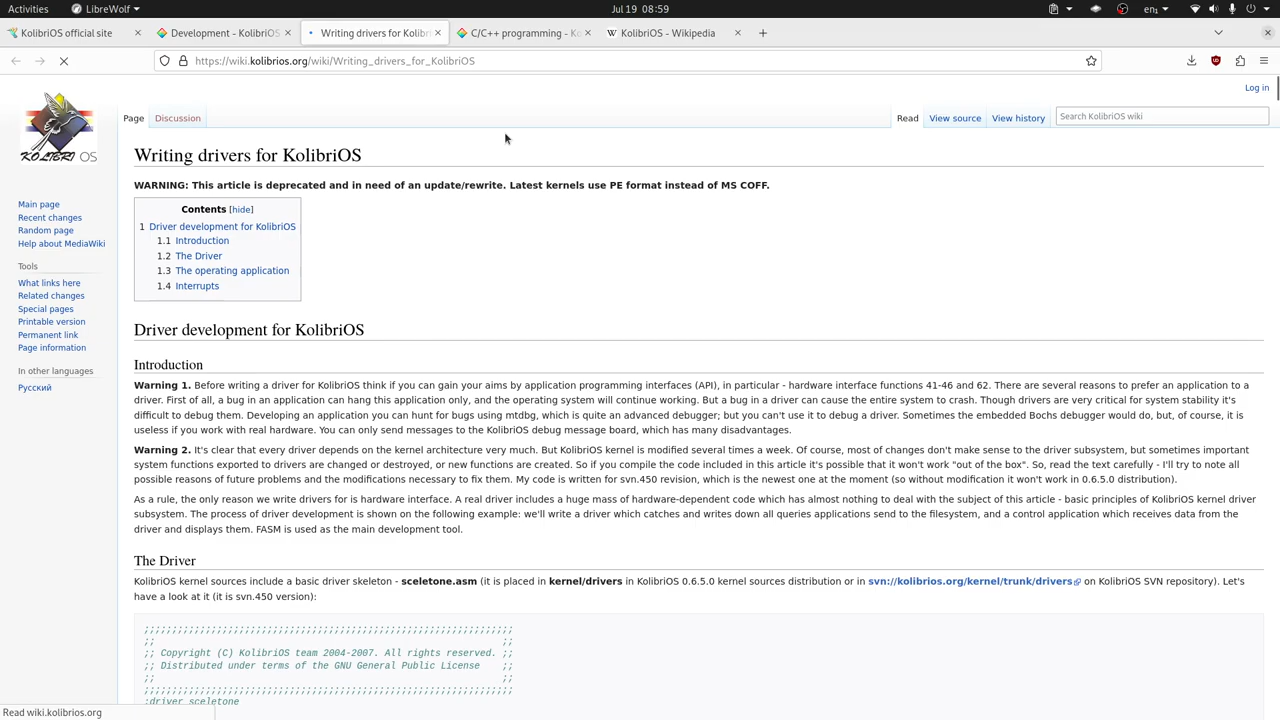 Activities
LibreWolf
Jul 19 08:59
en₁
KolibriOS official site
Development - KolibriOS
Writing drivers for Kolibri
C/C++ programming - Ko
KolibriOS - Wikipedia
https://wiki.kolibrios.org/wiki/Writing_drivers_for_KolibriOS
Log in
KOLIBRI OS
Page
Discussion
Read
View source
View history
Search KolibriOS wiki
Main page
Recent changes
Random page
Help about MediaWiki
Tools
What links here
Related changes
Special pages
Printable version
Permanent link
Page information
In other languages
Русский
Writing drivers for KolibriOS
WARNING: This article is deprecated and in need of an update/rewrite. Latest kernels use PE format instead of MS COFF.
Contents [hide]
1 Driver development for KolibriOS
1.1 Introduction
1.2 The Driver
1.3 The operating application
1.4 Interrupts
Driver development for KolibriOS
Introduction
Warning 1. Before writing a driver for KolibriOS think if you can gain your aims by application programming interfaces (API), in particular - hardware interface functions 41-46 and 62. There are several reasons to prefer an application to a
driver. First of all, a bug in an application can hang this application only, and the operating system will continue working. But a bug in a driver can cause the entire system to crash. Though drivers are very critical for system stability it's
difficult to debug them. Developing an application you can hunt for bugs using mtdbg, which is quite an advanced debugger; but you can't use it to debug a driver. Sometimes the embedded Bochs debugger would do, but, of course, it is
useless if you work with real hardware. You can only send messages to the KolibriOS debug message board, which has many disadvantages.
Warning 2. It's clear that every driver depends on the kernel architecture very much. But KolibriOS kernel is modified several times a week. Of course, most of changes don't make sense to the driver subsystem, but sometimes important
system functions exported to drivers are changed or destroyed, or new functions are created. So if you compile the code included in this article it's possible that it won't work "out of the box". So, read the text carefully - I'll try to note all
possible reasons of future problems and the modifications necessary to fix them. My code is written for svn.450 revision, which is the newest one at the moment (so without modification it won't work in 0.6.5.0 distribution).
As a rule, the only reason we write drivers for is hardware interface. A real driver includes a huge mass of hardware-dependent code which has almost nothing to deal with the subject of this article - basic principles of KolibriOS kernel driver
subsystem. The process of driver development is shown on the following example: we'll write a driver which catches and writes down all queries applications send to the filesystem, and a control application which receives data from the
driver and displays them. FASM is used as the main development tool.
The Driver
KolibriOS kernel sources include a basic driver skeleton - sceletone.asm (it is placed in kernel/drivers in KolibriOS 0.6.5.0 kernel sources distribution or in svn://kolibrios.org/kernel/trunk/drivers on KolibriOS SVN repository). Let's
have a look at it (it is svn.450 version):
;;;;;;;;;;;;;;;;;;;;;;;;;;;;;;;;;;;;;;;;;;;;;;;;;;;;;;;;;;;;;;
;; ;;
;; Copyright (C) KolibriOS team 2004-2007. All rights reserved. ;;
;; Distributed under terms of the GNU General Public License ;;
;; ;;
;;;;;;;;;;;;;;;;;;;;;;;;;;;;;;;;;;;;;;;;;;;;;;;;;;;;;;;;;;;;;;
;driver sceletone
Read wiki.kolibrios.org